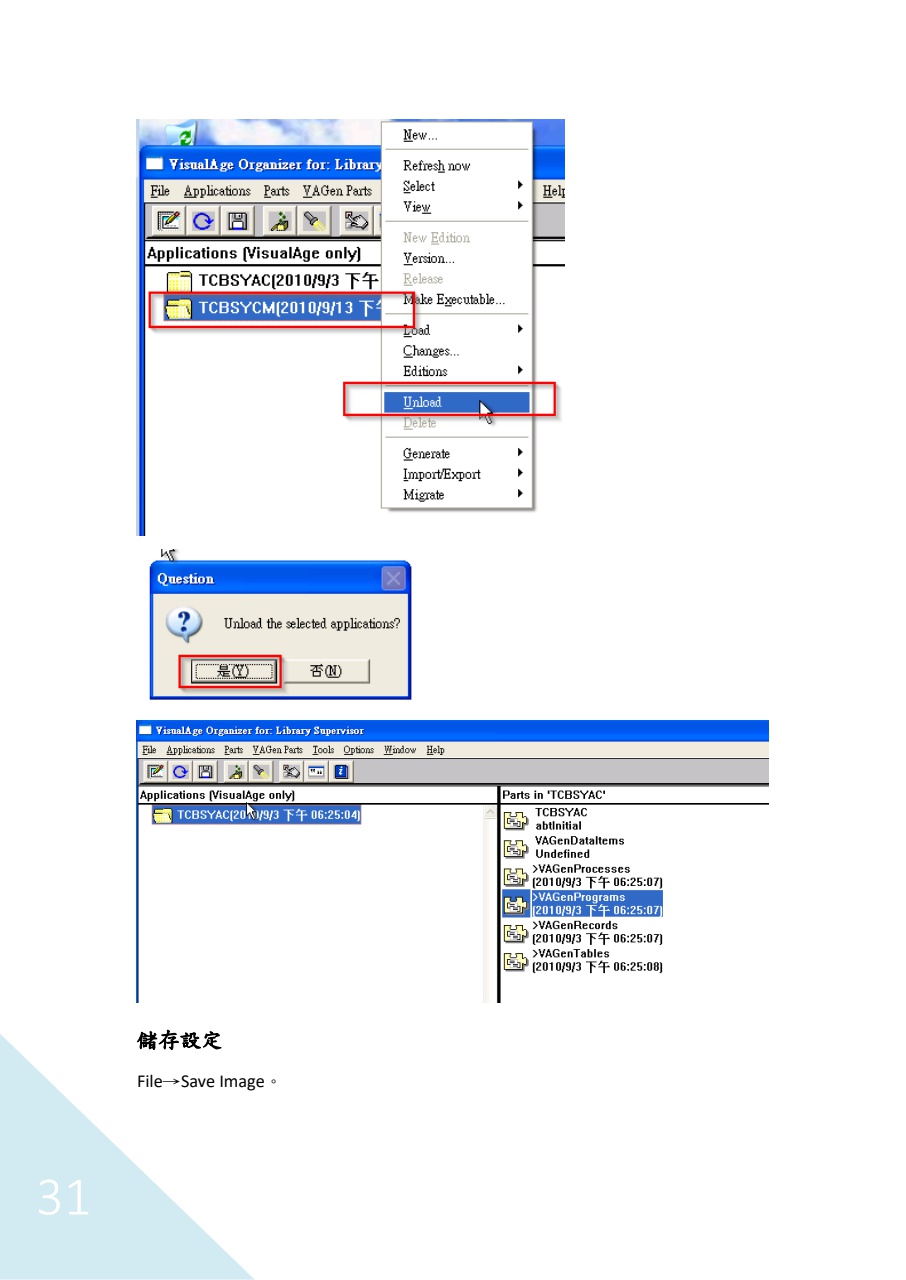 New...
VisualAge Organizer for: Library
Refresh now
Select
File Applications Parts VAGen Parts
Help
View
New Edition
Applications (VisualAge only)
Version...
TCBSYAC(2010/9/3 下午
Release
TCBSYCM(2010/9/13 下午
Make Executable...
Load
Changes...
Editions
Unload
Delete
Generate
Import/Export
Migrate
Question
Unload the selected applications?
是(Y) 否(N)
VisualAge Organizer for: Library Supervisor
File Applications Parts VAGen Parts Tools Options Window Help
Applications (VisualAge only)
TCBSYAC(2010/9/3 下午 06:25:04)
Parts in 'TCBSYAC'
TCBSYAC
abtInitial
VAGenDataItems
Undefined
>VAGenProcesses
(2010/9/3 下午 06:25:07)
>VAGenPrograms
(2010/9/3 下午 06:25:07)
>VAGenRecords
(2010/9/3 下午 06:25:07)
>VAGenTables
(2010/9/3 下午 06:25:08)
儲存設定
File→Save Image。
31